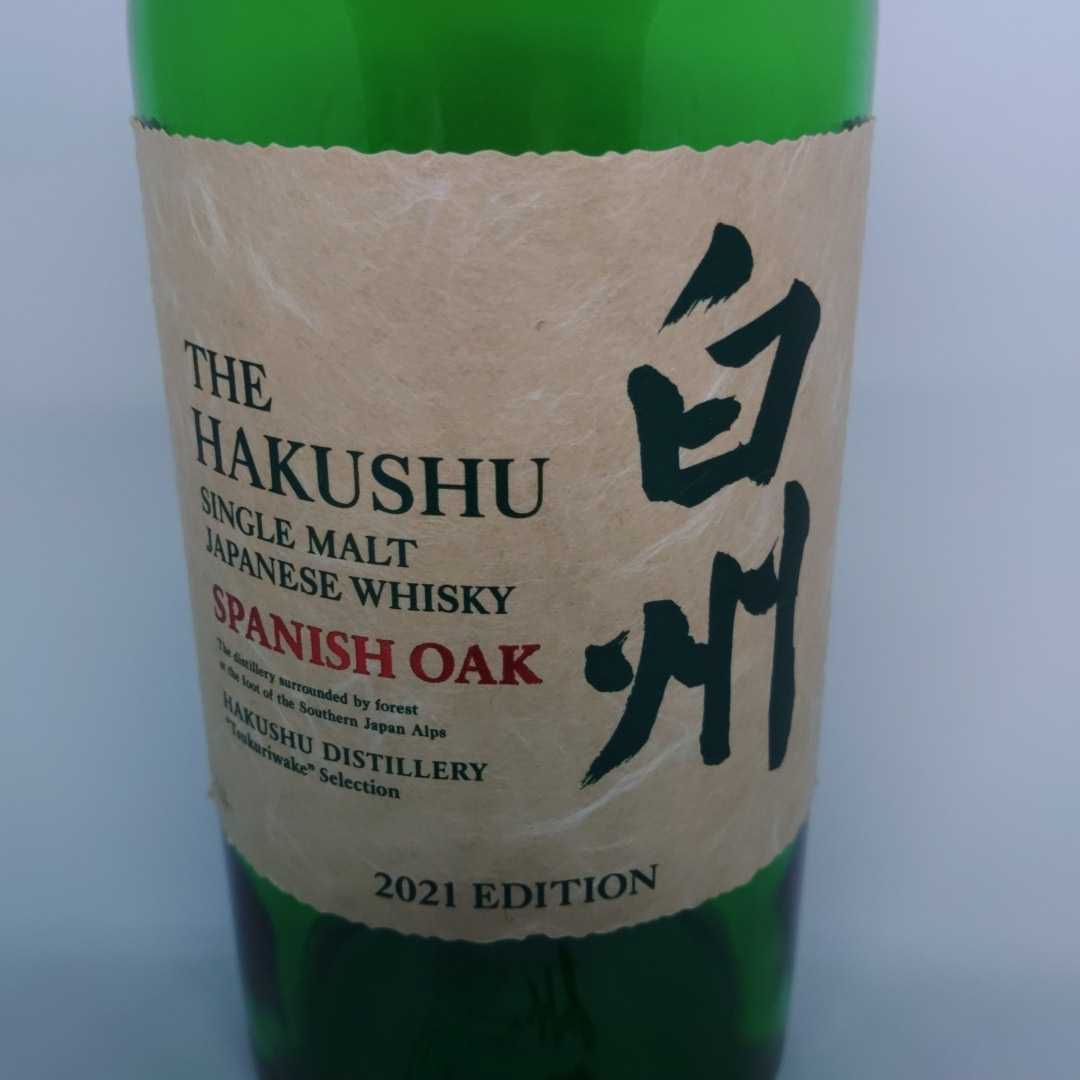 THE
HAKUSHU
SINGLE MALT
JAPANESE WHISKY
SPANISH OAK
The distillery surrounded by forest
at the foot of the Southern Japan Alps
HAKUSHU DISTILLERY
"Tsukuriwake" Selection
白州
2021 EDITION